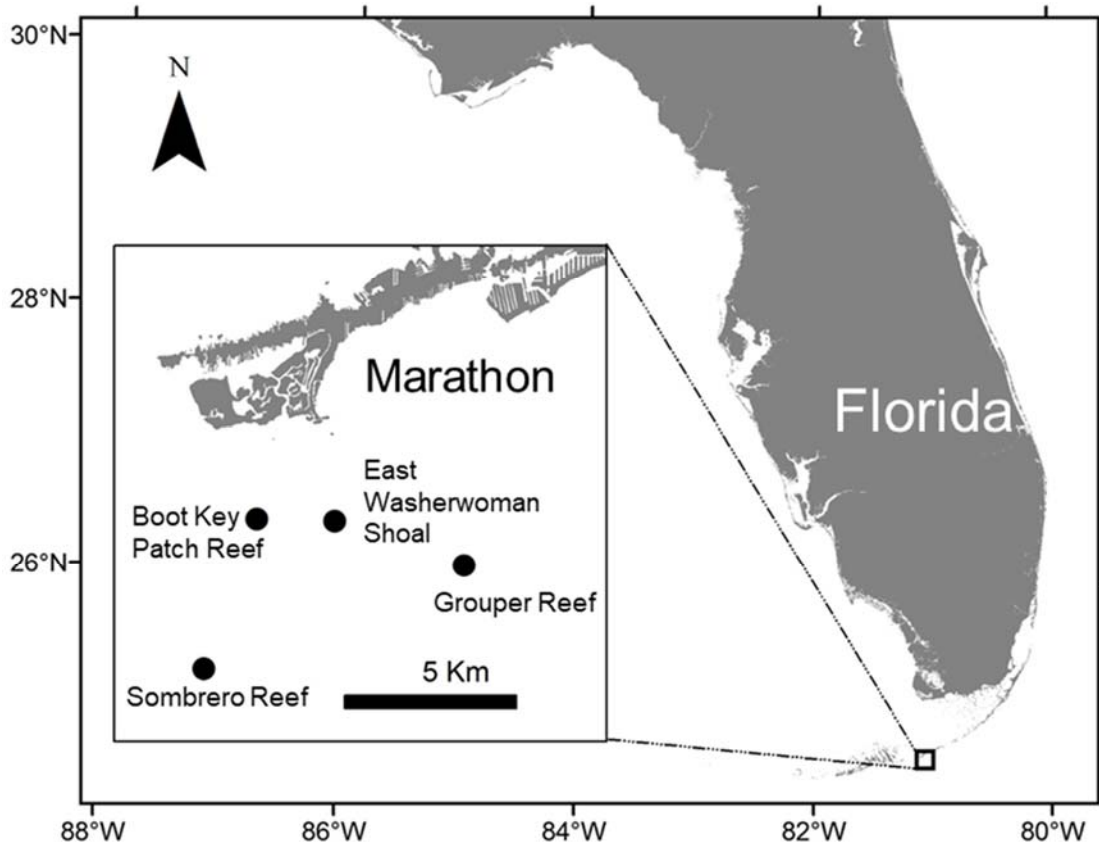 30°N
N
28°N
Marathon
Florida
East
Washerwoman
Shoal
Boot Key
Patch Reef
26°N
Grouper Reef
5 Km
Sombrero Reef
88°W
86°W
84°W
82°W
80°W